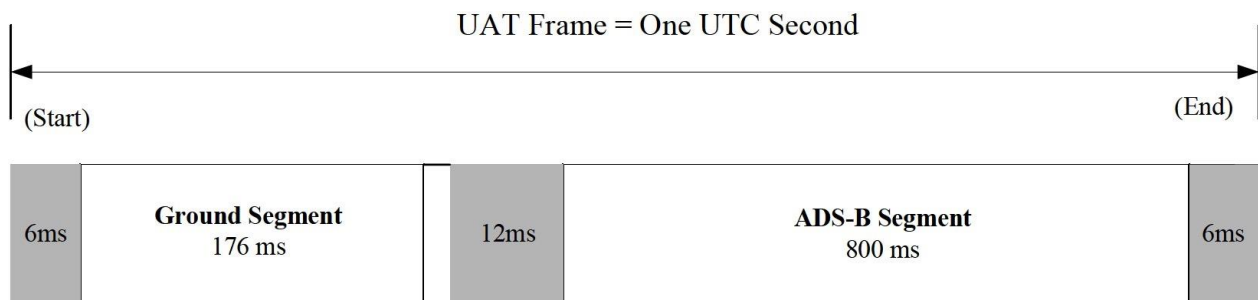 UAT Frame = One UTC Second
(Start)
(End)
6ms
Ground Segment
176 ms
12ms
ADS-B Segment
800 ms
6ms